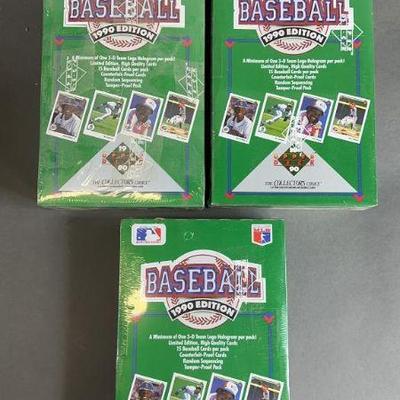 BASEBALL
1990 EDITION
A Minimum of One 3-D Team Logo Hologram per pack!
Limited Edition, High Quality Cards
15 Baseball Cards per pack
Counterfeit-Proof Cards
Random Sequencing
Tamper-Proof Pack
19
90
THE COLLECTOR'S CHOICE
BASEBALL
1990 EDITION
A Minimum of One 3-D Team Logo Hologram per pack!
Limited Edition, High Quality Cards
15 Baseball Cards per pack
Counterfeit-Proof Cards
Random Sequencing
Tamper-Proof Pack
19
90
THE COLLECTOR'S CHOICE
BASEBALL
1990 EDITION
A Minimum of One 3-D Team Logo Hologram per pack!
Limited Edition, High Quality Cards
15 Baseball Cards per pack
Counterfeit-Proof Cards
Random Sequencing
Tamper-Proof Pack